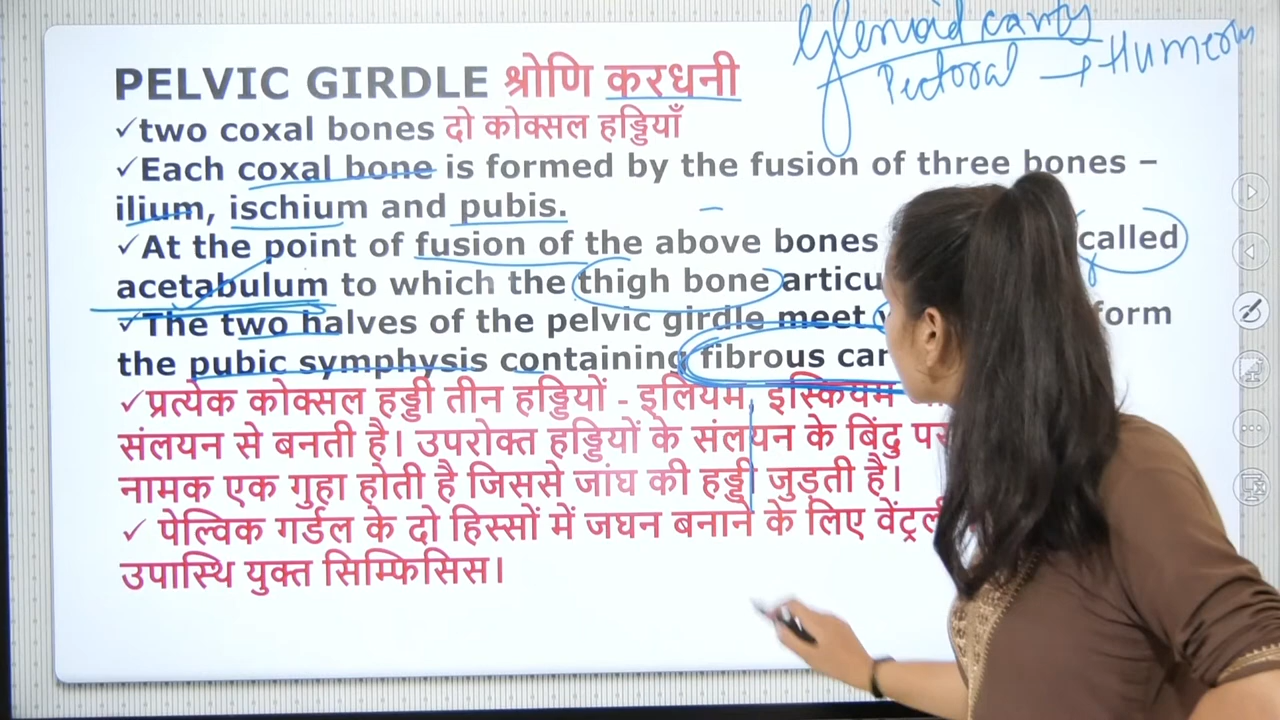 Glenoid cavity
Pectoral → Humerus
PELVIC GIRDLE श्रोणि करधनी
✓two coxal bones दो कोक्सल हड्डियाँ
✓Each coxal bone is formed by the fusion of three bones –
ilium, ischium and pubis.
✓At the point of fusion of the above bones called
acetabulum to which the thigh bone
✓The two halves of the pelvic girdle meet form
the pubic symphysis containing fibrous
✓प्रत्येक कोक्सल हड्डी तीन हड्डियों - इलियम, इस्कियम
संलयन से बनती है। उपरोक्त हड्डियों के संलयन के बिंदु
नामक एक गुहा होती है जिससे जांघ की हड्डी जुड़ती है।
✓ पेल्विक गर्डल के दो हिस्सों में जघन बनाने के लिए
उपास्थि युक्त सिम्फिसिस।